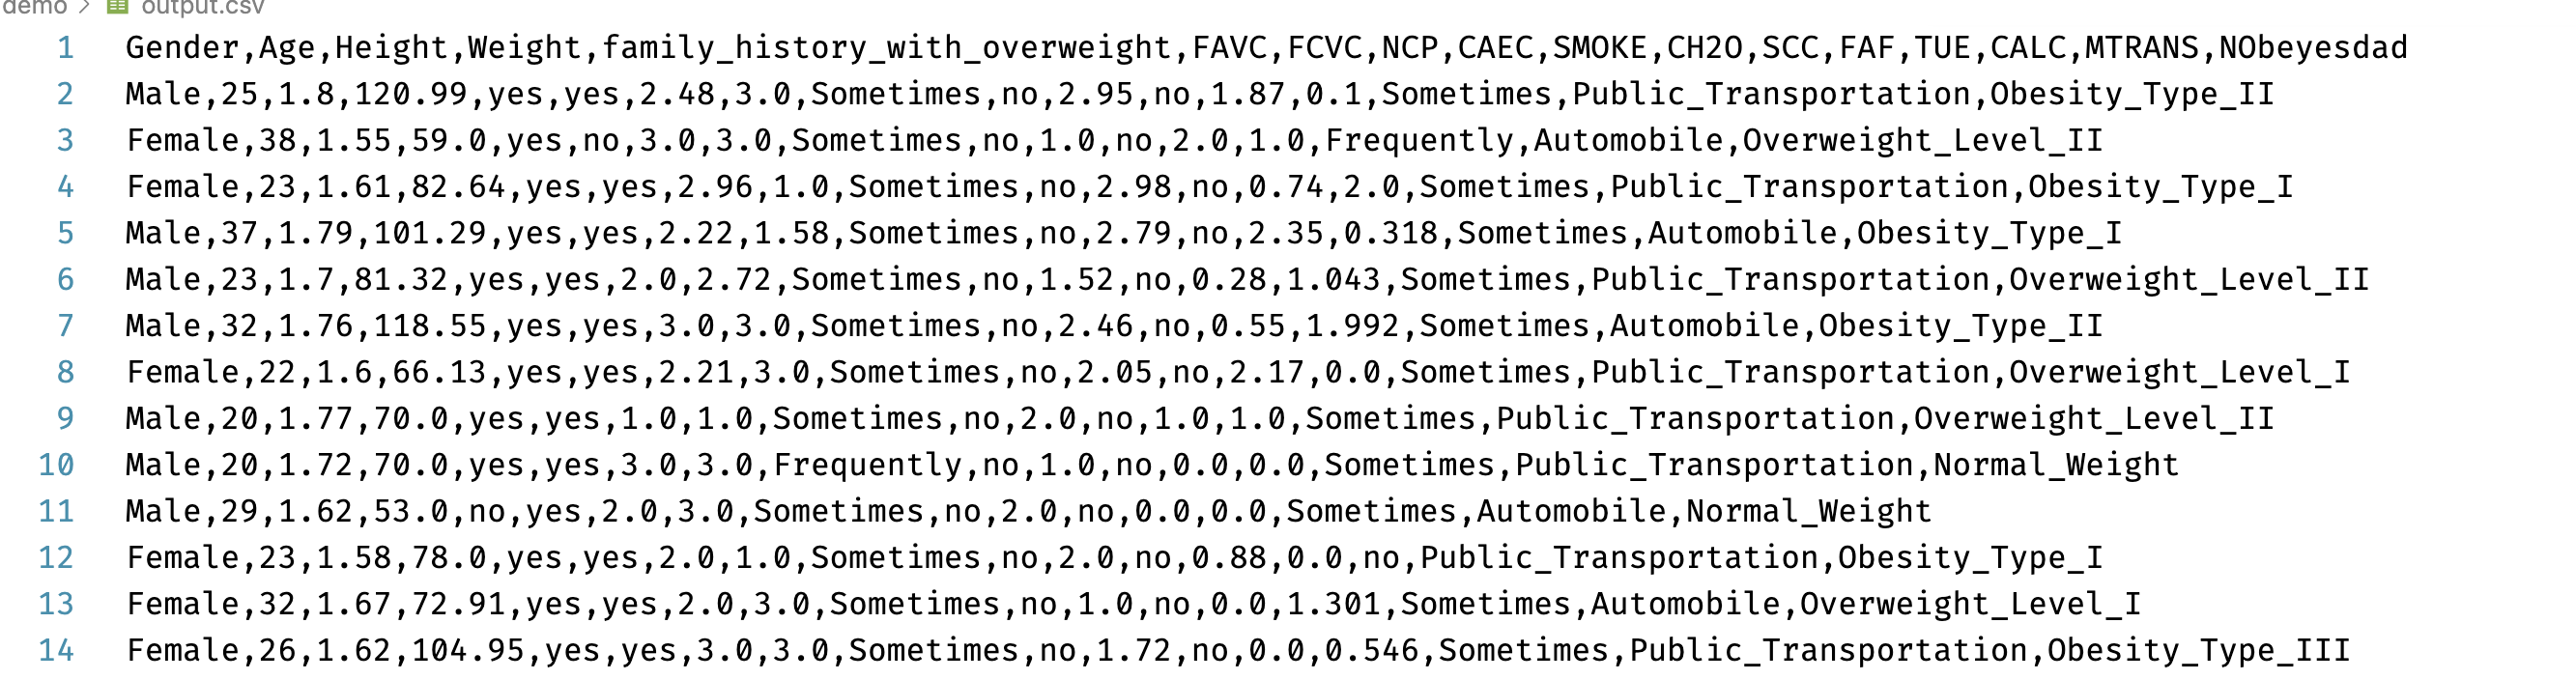 demo > output.csv
1 Gender,Age,Height,Weight,family_history_with_overweight,FAVC,FCVC,NCP,CAEC,SMOKE,CH2O,SCC,FAF,TUE,CALC,MTRANS,NObeyesdad
2 Male,25,1.8,120.99,yes,yes,2.48,3.0,Sometimes,no,2.95,no,1.87,0.1,Sometimes,Public_Transportation,Obesity_Type_II
3 Female,38,1.55,59.0,yes,no,3.0,3.0,Sometimes,no,1.0,no,2.0,1.0,Frequently,Automobile,Overweight_Level_II
4 Female,23,1.61,82.64,yes,yes,2.96,1.0,Sometimes,no,2.98,no,0.74,2.0,Sometimes,Public_Transportation,Obesity_Type_I
5 Male,37,1.79,101.29,yes,yes,2.22,1.58,Sometimes,no,2.79,no,2.35,0.318,Sometimes,Automobile,Obesity_Type_I
6 Male,23,1.7,81.32,yes,yes,2.0,2.72,Sometimes,no,1.52,no,0.28,1.043,Sometimes,Public_Transportation,Overweight_Level_II
7 Male,32,1.76,118.55,yes,yes,3.0,3.0,Sometimes,no,2.46,no,0.55,1.992,Sometimes,Automobile,Obesity_Type_II
8 Female,22,1.6,66.13,yes,yes,2.21,3.0,Sometimes,no,2.05,no,2.17,0.0,Sometimes,Public_Transportation,Overweight_Level_I
9 Male,20,1.77,70.0,yes,yes,1.0,1.0,Sometimes,no,2.0,no,1.0,1.0,Sometimes,Public_Transportation,Overweight_Level_II
10 Male,20,1.72,70.0,yes,yes,3.0,3.0,Frequently,no,1.0,no,0.0,0.0,Sometimes,Public_Transportation,Normal_Weight
11 Male,29,1.62,53.0,no,yes,2.0,3.0,Sometimes,no,2.0,no,0.0,0.0,Sometimes,Automobile,Normal_Weight
12 Female,23,1.58,78.0,yes,yes,2.0,1.0,Sometimes,no,2.0,no,0.88,0.0,no,Public_Transportation,Obesity_Type_I
13 Female,32,1.67,72.91,yes,yes,2.0,3.0,Sometimes,no,1.0,no,0.0,1.301,Sometimes,Automobile,Overweight_Level_I
14 Female,26,1.62,104.95,yes,yes,3.0,3.0,Sometimes,no,1.72,no,0.0,0.546,Sometimes,Public_Transportation,Obesity_Type_III